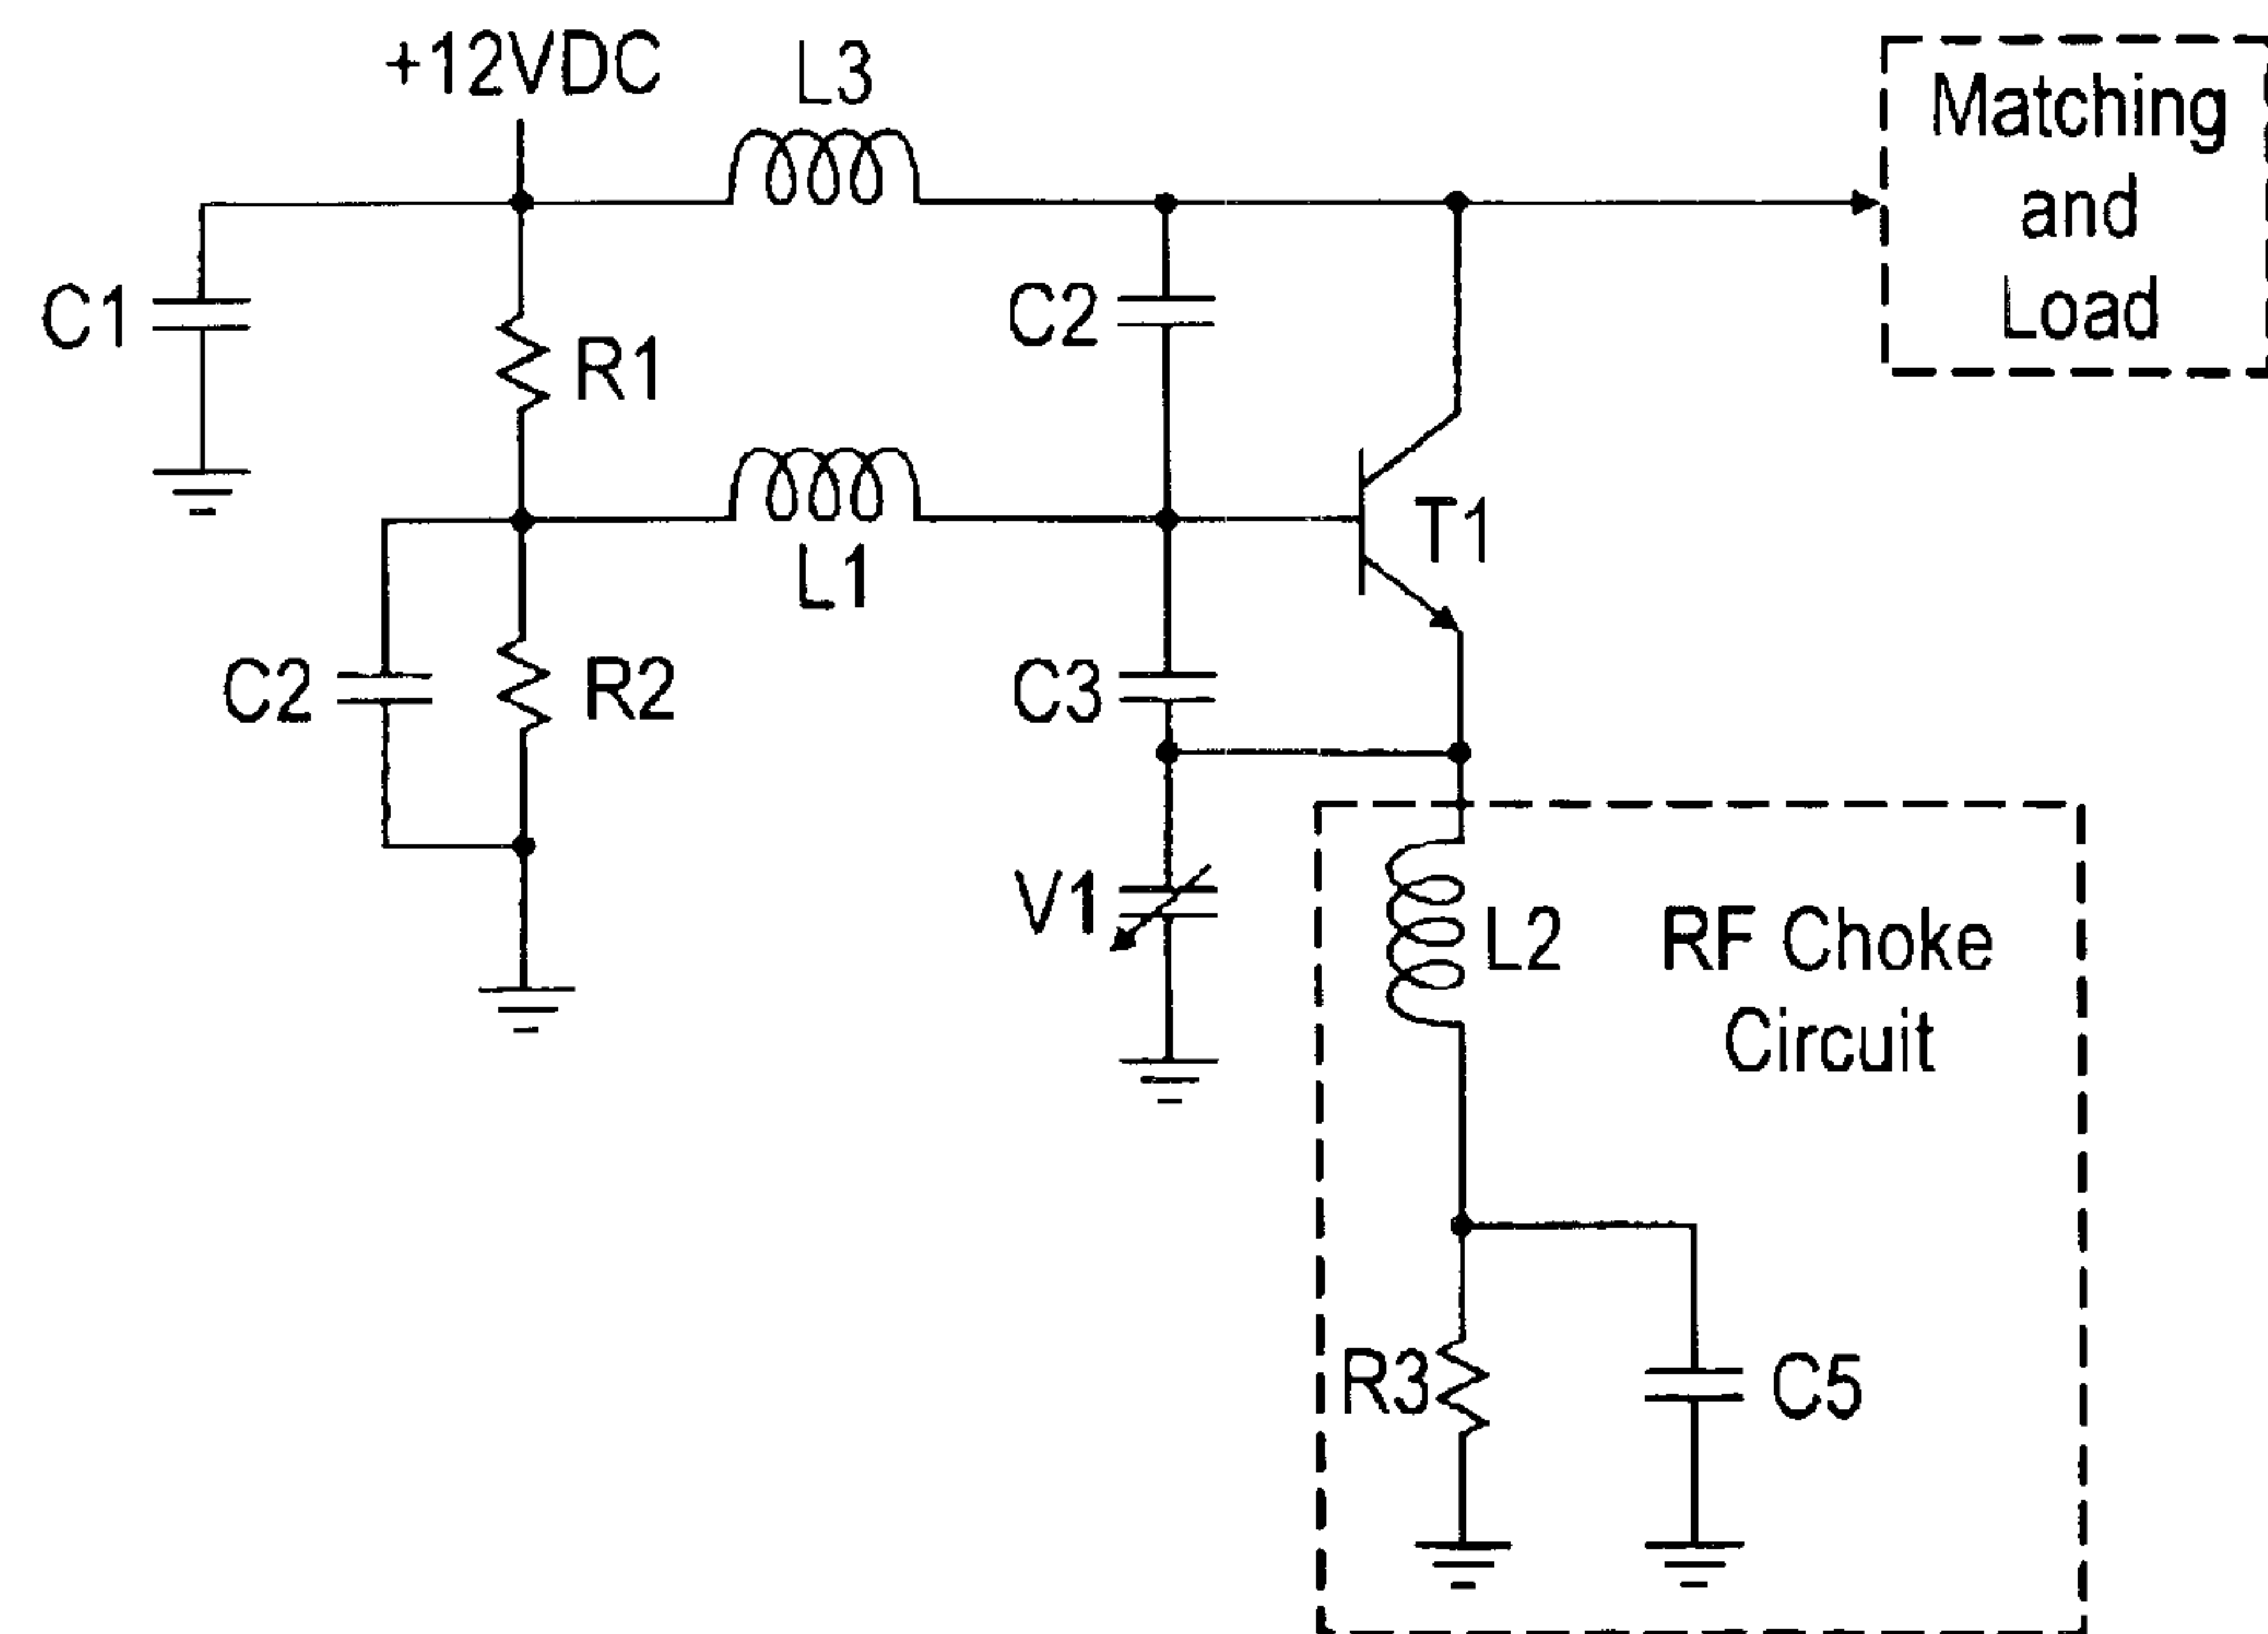 +12VDC
L3
Matching
and
Load
C1
R1
C2
L1
T1
C2
R2
C3
V1
L2
RF Choke
Circuit
R3
C5